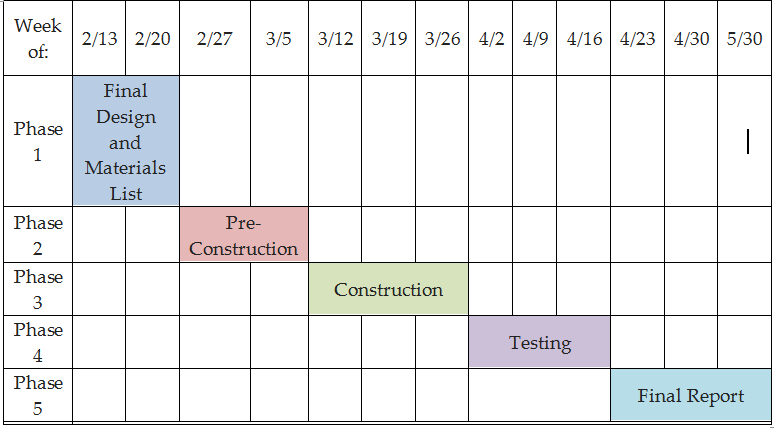 Week of: 2/13 2/20 2/27 3/5 3/12 3/19 3/26 4/2 4/9 4/16 4/23 4/30 5/30
Phase 1
Final
Design
and
Materials
List
Phase 2
Pre-
Construction
Phase 3
Construction
Phase 4
Testing
Phase 5
Final Report